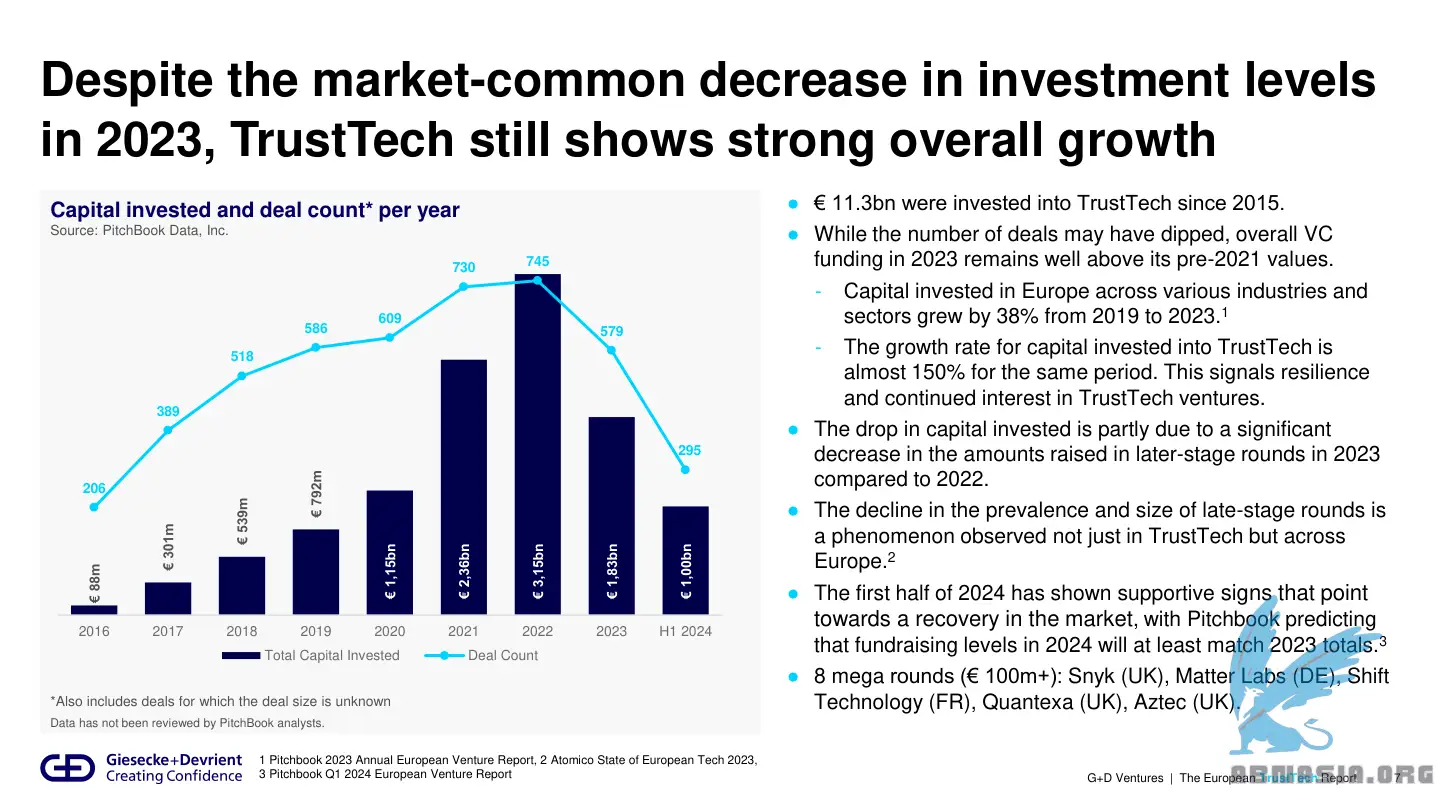 Despite the market-common decrease in investment levels
in 2023, TrustTech still shows strong overall growth
Capital invested and deal count* per year
Source: PitchBook Data, Inc.
206
389
518
586
609
730
745
579
295
€ 88m
€ 301m
€ 539m
€ 792m
€ 1,15bn
€ 2,36bn
€ 3,15bn
€ 1,83bn
€ 1,00bn
2016 2017 2018 2019 2020 2021 2022 2023 H1 2024
Total Capital Invested Deal Count
*Also includes deals for which the deal size is unknown
Data has not been reviewed by PitchBook analysts.
● € 11.3bn were invested into TrustTech since 2015.
● While the number of deals may have dipped, overall VC
funding in 2023 remains well above its pre-2021 values.
- Capital invested in Europe across various industries and
sectors grew by 38% from 2019 to 2023.¹
- The growth rate for capital invested into TrustTech is
almost 150% for the same period. This signals resilience
and continued interest in TrustTech ventures.
● The drop in capital invested is partly due to a significant
decrease in the amounts raised in later-stage rounds in 2023
compared to 2022.
● The decline in the prevalence and size of late-stage rounds is
a phenomenon observed not just in TrustTech but across
Europe.²
● The first half of 2024 has shown supportive signs that point
towards a recovery in the market, with Pitchbook predicting
that fundraising levels in 2024 will at least match 2023 totals.³
● 8 mega rounds (€ 100m+): Snyk (UK), Matter Labs (DE), Shift
Technology (FR), Quantexa (UK), Aztec (UK).
Giesecke+Devrient
Creating Confidence
1 Pitchbook 2023 Annual European Venture Report, 2 Atomico State of European Tech 2023,
3 Pitchbook Q1 2024 European Venture Report
G+D Ventures | The European TrustTech Report 7
ARMASIA.ORG